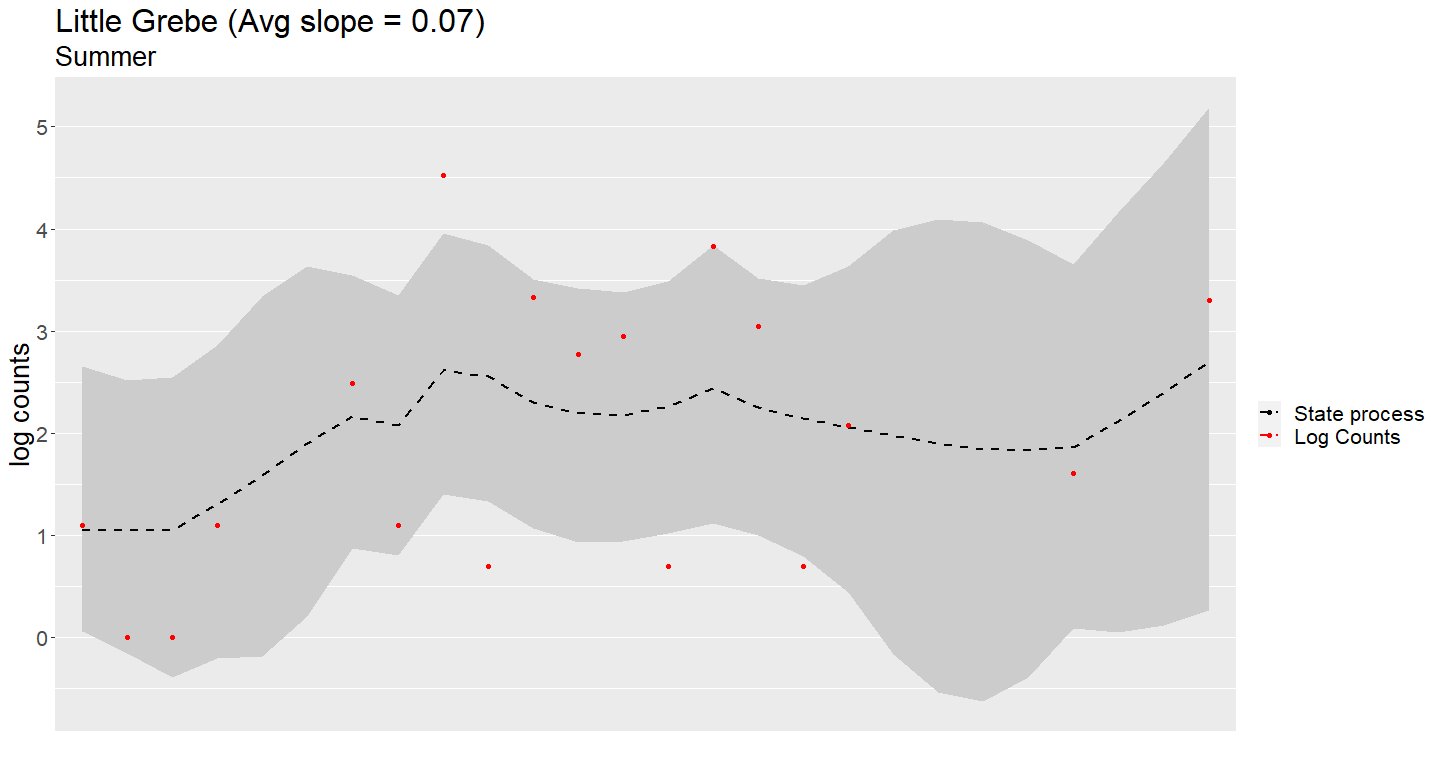 Little Grebe (Avg slope = 0.07)
Summer
5
4
3
2
1
0
log counts
State process
Log Counts